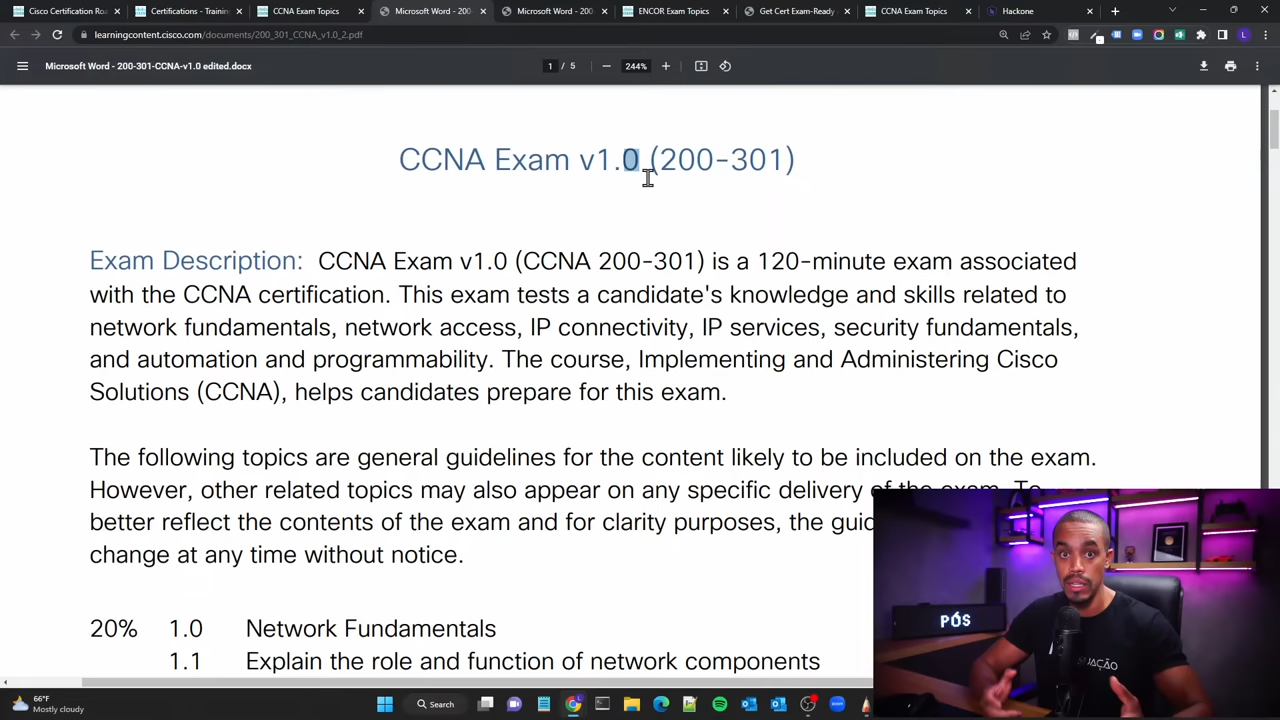 Cisco Certification Roa
Certifications - Training
CCNA Exam Topics
Microsoft Word - 200-
Microsoft Word - 200-
ENCOR Exam Topics
Get Cert Exam-Ready
CCNA Exam Topics
Hackone
learningcontent.cisco.com/documents/200_301_CCNA_v1.0_2.pdf
Microsoft Word - 200-301-CCNA-v1.0 edited.docx
1 / 5
244%
CCNA Exam v1.0 (200-301)
Exam Description: CCNA Exam v1.0 (CCNA 200-301) is a 120-minute exam associated
with the CCNA certification. This exam tests a candidate's knowledge and skills related to
network fundamentals, network access, IP connectivity, IP services, security fundamentals,
and automation and programmability. The course, Implementing and Administering Cisco
Solutions (CCNA), helps candidates prepare for this exam.
The following topics are general guidelines for the content likely to be included on the exam.
However, other related topics may also appear on any specific delivery of the exam. To
better reflect the contents of the exam and for clarity purposes, the guid
change at any time without notice.
20% 1.0 Network Fundamentals
1.1 Explain the role and function of network components
PÓS
UAÇÃO
66°F
Mostly cloudy
Search